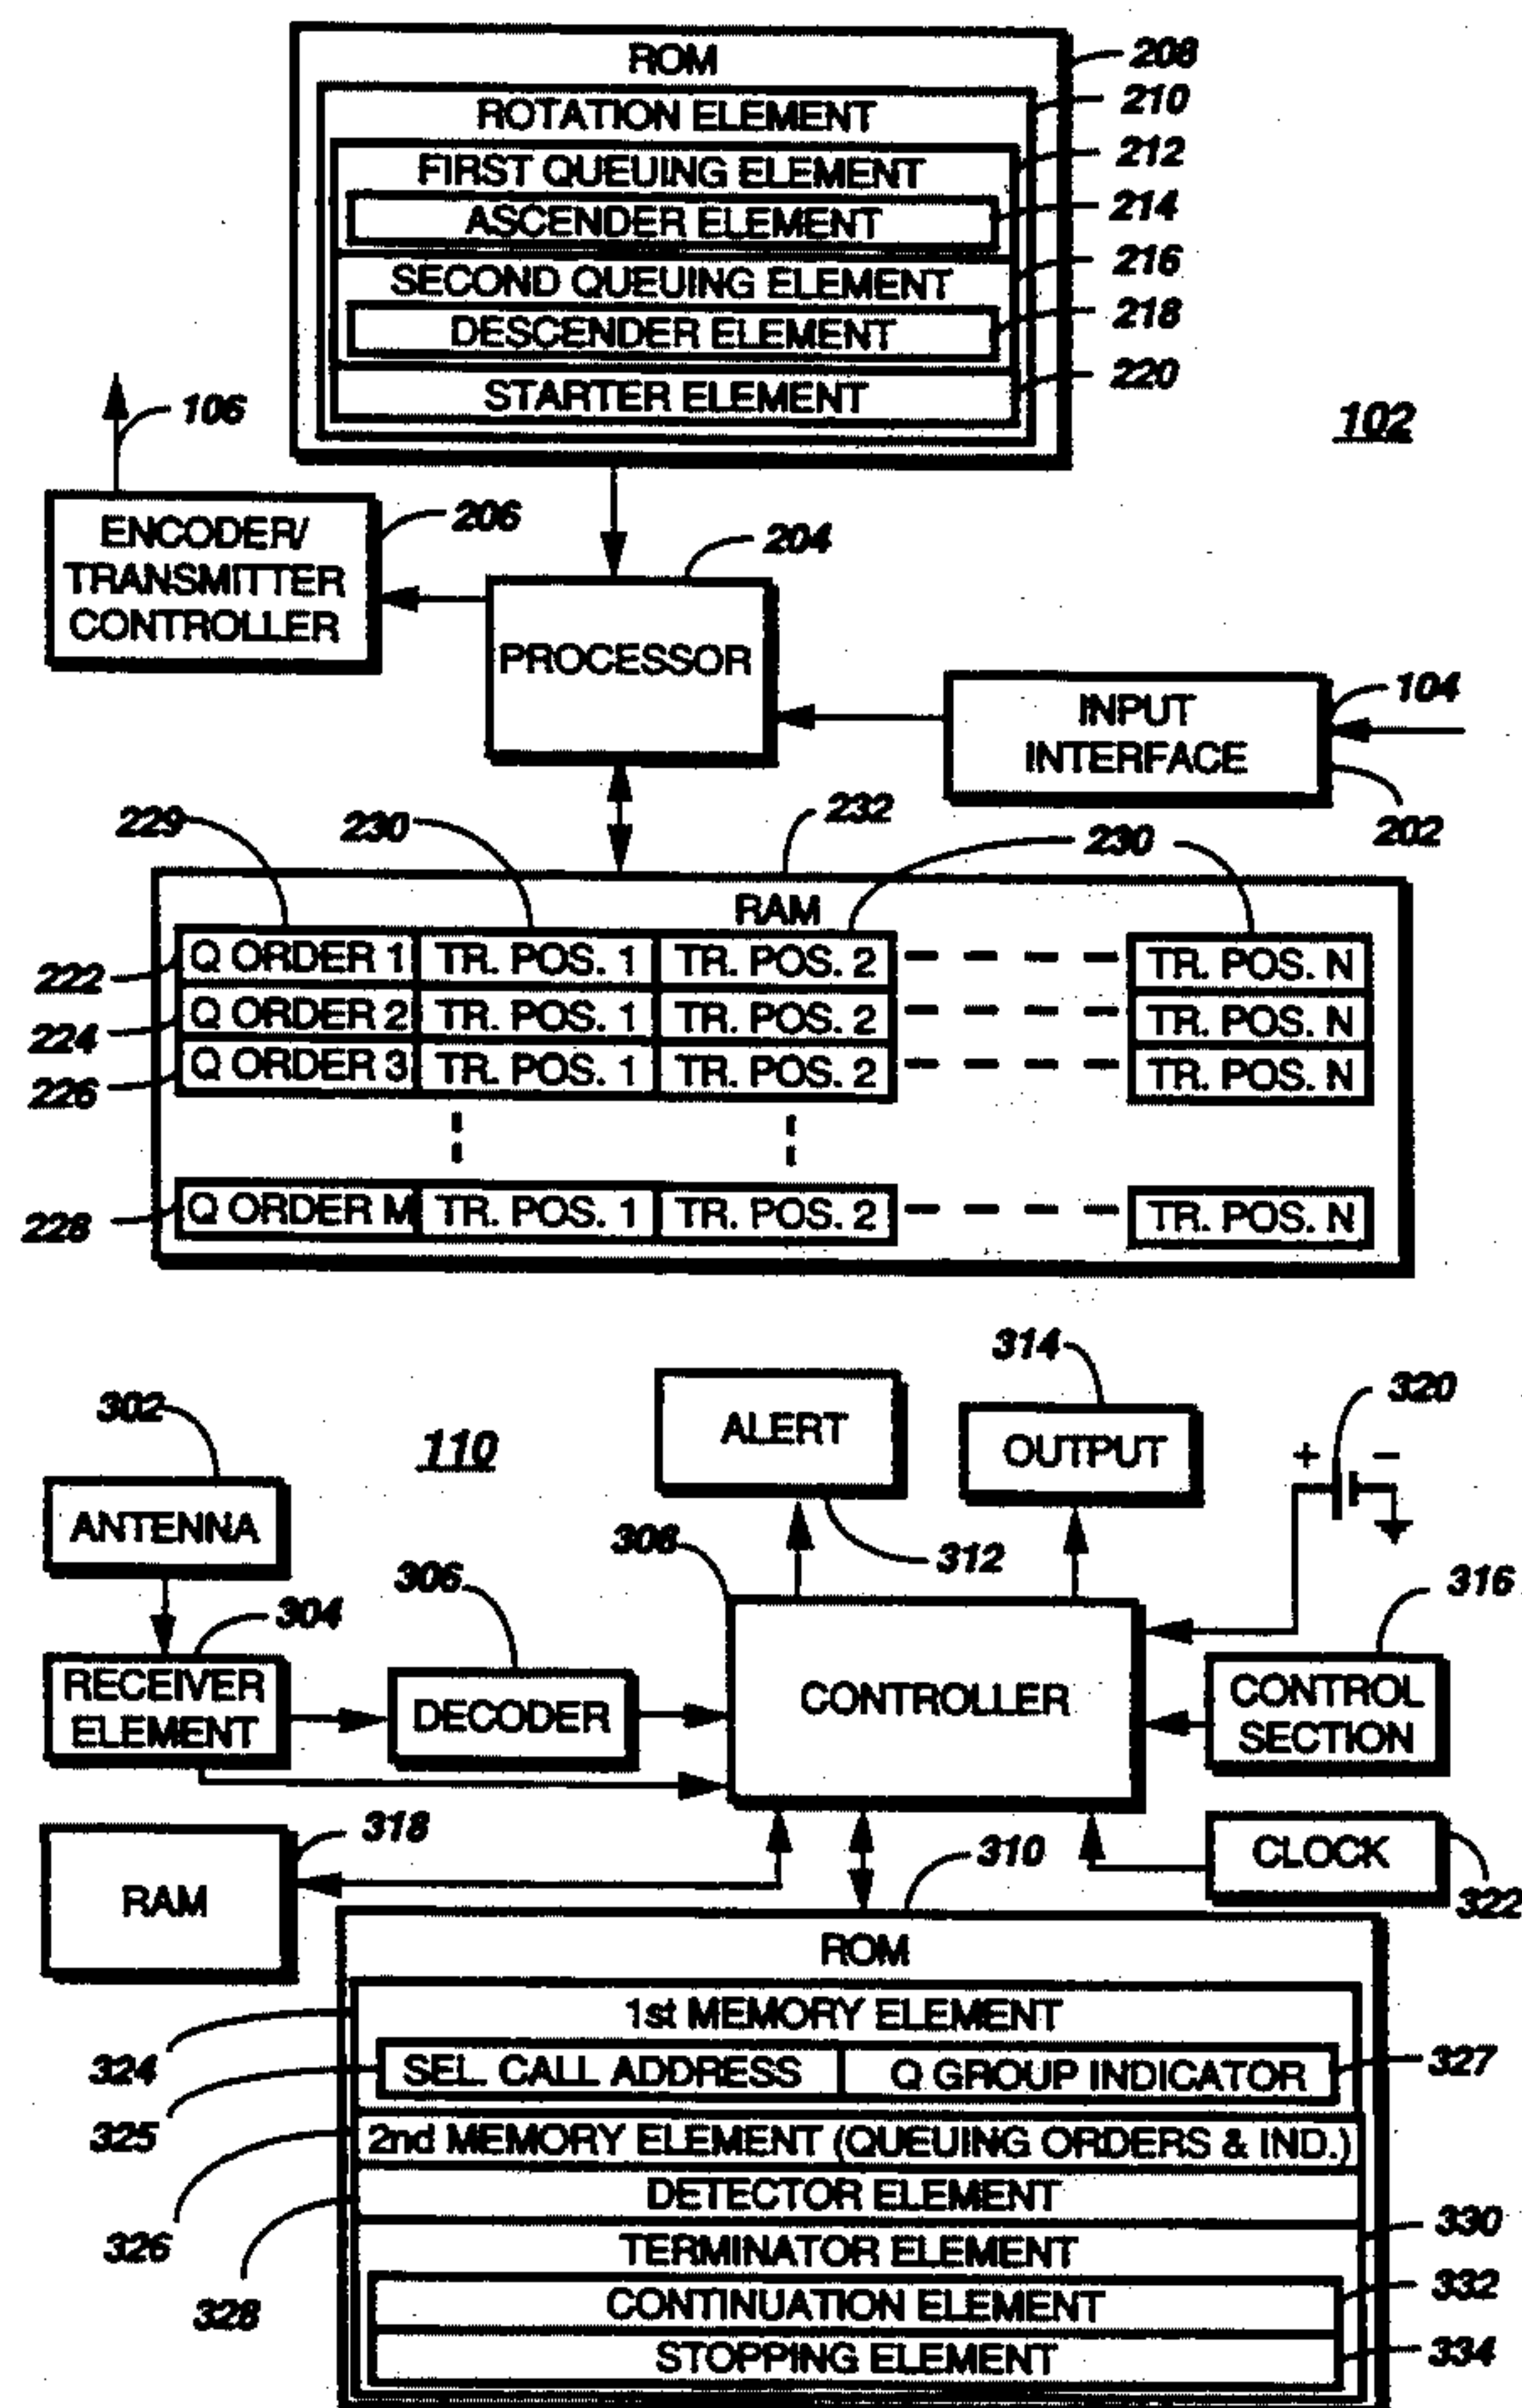 ROM
208
ROTATION ELEMENT
210
FIRST QUEUING ELEMENT
212
ASCENDER ELEMENT
214
SECOND QUEUING ELEMENT
216
DESCENDER ELEMENT
218
STARTER ELEMENT
220
106
102
ENCODER/
TRANSMITTER
CONTROLLER
206
204
PROCESSOR
INPUT
INTERFACE
104
202
229
230
232
230
RAM
222
Q ORDER 1 TR. POS. 1 TR. POS. 2 TR. POS. N
224
Q ORDER 2 TR. POS. 1 TR. POS. 2 TR. POS. N
226
Q ORDER 3 TR. POS. 1 TR. POS. 2 TR. POS. N
228
Q ORDER M TR. POS. 1 TR. POS. 2 TR. POS. N
314
302
110
ALERT
OUTPUT
320
+ −
ANTENNA
308
312
306
316
304
RECEIVER
ELEMENT
DECODER
CONTROLLER
CONTROL
SECTION
318
RAM
310
CLOCK
322
ROM
1st MEMORY ELEMENT
324
SEL. CALL ADDRESS Q GROUP INDICATOR
327
325
2nd MEMORY ELEMENT (QUEUING ORDERS & IND.)
326
DETECTOR ELEMENT
328
TERMINATOR ELEMENT
330
CONTINUATION ELEMENT
332
STOPPING ELEMENT
334